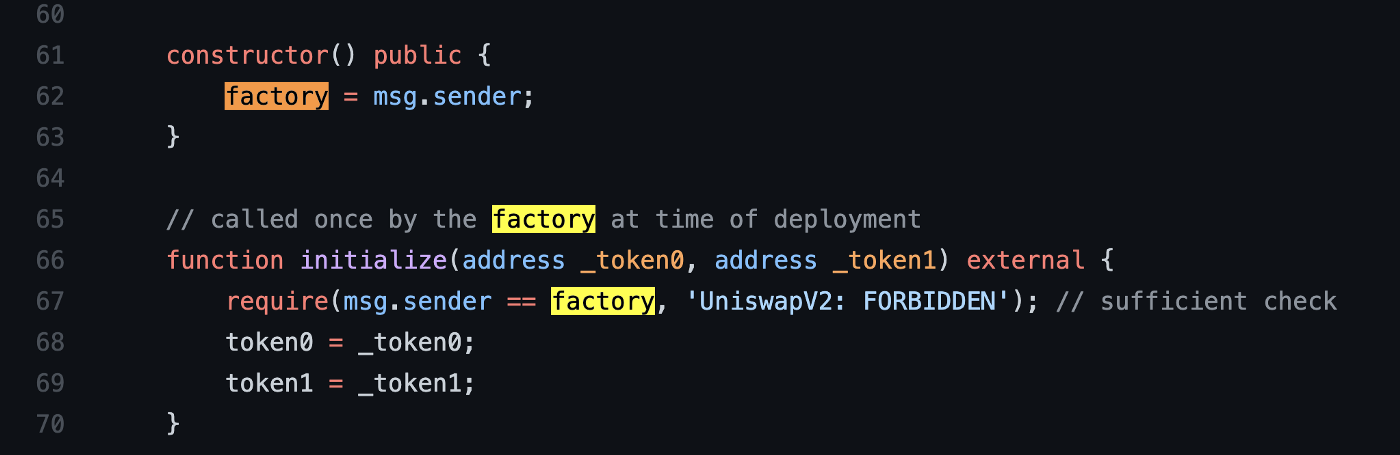 60
61 constructor() public {
62 factory = msg.sender;
63 }
64
65 // called once by the factory at time of deployment
66 function initialize(address _token0, address _token1) external {
67 require(msg.sender == factory, 'UniswapV2: FORBIDDEN'); // sufficient check
68 token0 = _token0;
69 token1 = _token1;
70 }